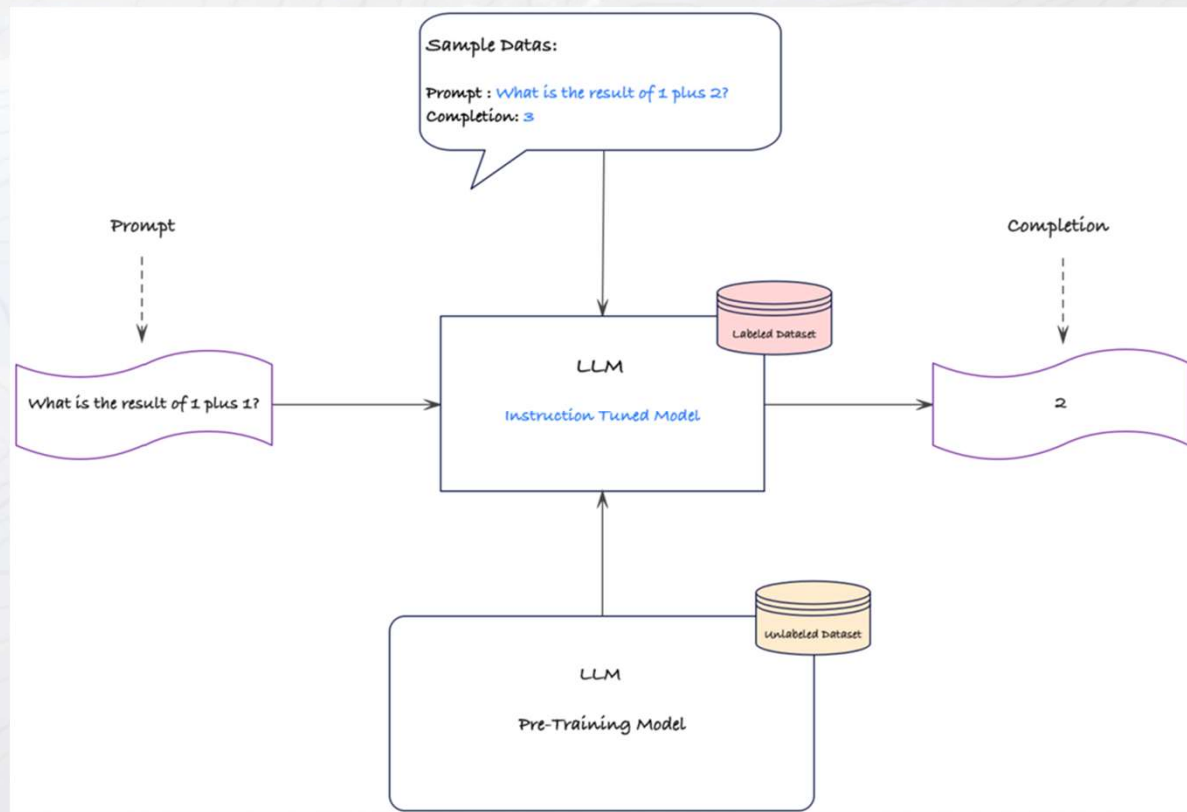 Sample Datas:
Prompt : What is the result of 1 plus 2?
Completion: 3
Prompt
Completion
Labeled Dataset
LLM
What is the result of 1 plus 1?
Instruction Tuned Model
2
Unlabeled Dataset
LLM
Pre-Training Model